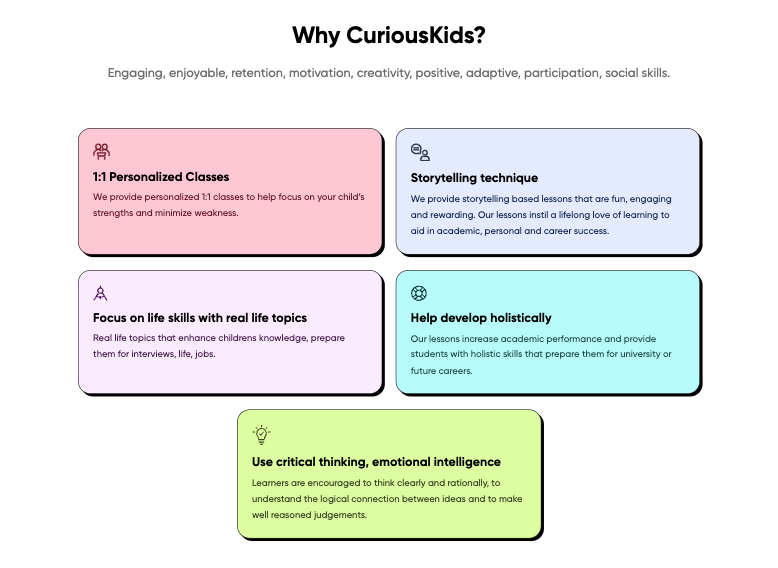 Why CuriousKids?
Engaging, enjoyable, retention, motivation, creativity, positive, adaptive, participation, social skills.
1:1 Personalized Classes
We provide personalized 1:1 classes to help focus on your child's
strengths and minimize weakness.
Storytelling technique
We provide storytelling based lessons that are fun, engaging
and rewarding. Our lessons instil a lifelong love of learning to
aid in academic, personal and career success.
Focus on life skills with real life topics
Real life topics that enhance childrens knowledge, prepare
them for interviews, life, jobs.
Help develop holistically
Our lessons increase academic performance and provide
students with holistic skills that prepare them for university or
future careers.
Use critical thinking, emotional intelligence
Learners are encouraged to think clearly and rationally, to
understand the logical connection between ideas and to make
well reasoned judgements.